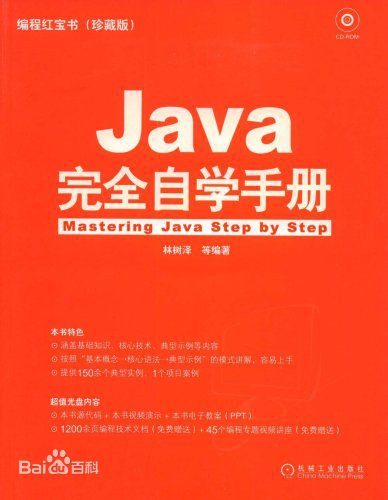 编程红宝书（珍藏版）
CD-ROM
Java
完全自学手册
Mastering Java Step by Step
林树泽 等编著
本书特色
⊙ 涵盖基础知识、核心技术、典型示例等内容
⊙ 按照“基本概念→核心语法→典型示例”的模式讲解，容易上手
⊙ 提供150余个典型实例、1个项目案例
超值光盘内容
⊙ 本书源代码＋本书视频演示＋本书电子教案（PPT）
⊙ 1200余页编程技术文档（免费赠送）＋45个编程专题视频讲座（免费赠送）
Baidu百科
机械工业出版社
China Machine Press